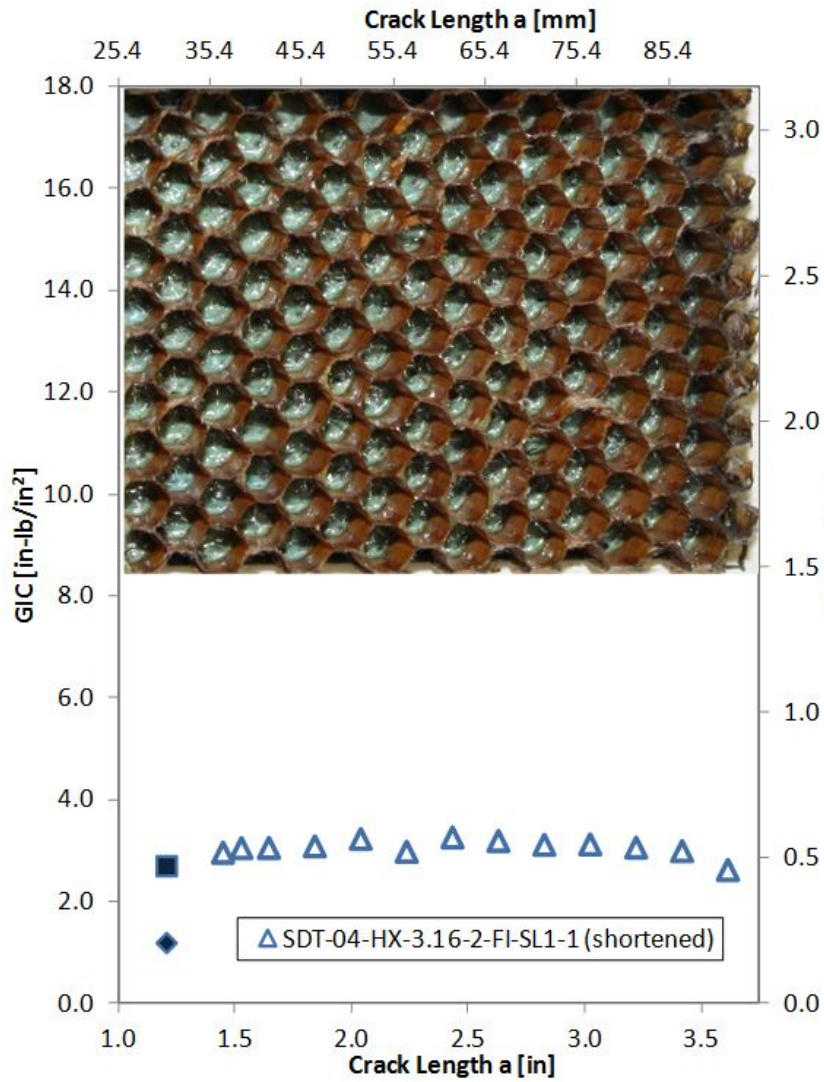 Crack Length a [mm]
25.4 35.4 45.4 55.4 65.4 75.4 85.4
18.0
16.0
14.0
12.0
10.0
8.0
6.0
4.0
2.0
0.0
GIC [in-lb/in²]
3.0
2.5
2.0
1.5
1.0
0.5
0.0
SDT-04-HX-3.16-2-FI-SL1-1 (shortened)
1.0 1.5 2.0 2.5 3.0 3.5
Crack Length a [in]